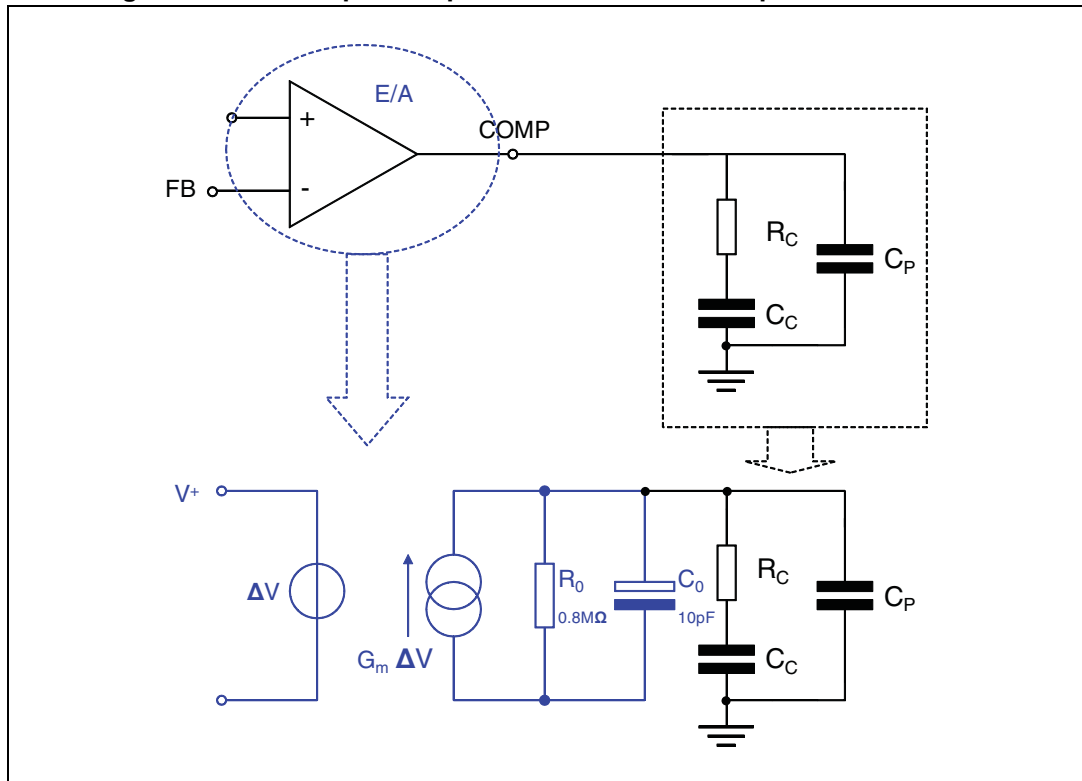 E/A
+
COMP
FB
-
R_C
C_P
C_C
V+
ΔV
R_0
C_0
R_C
0.8MΩ
10pF
C_P
G_m ΔV
C_C